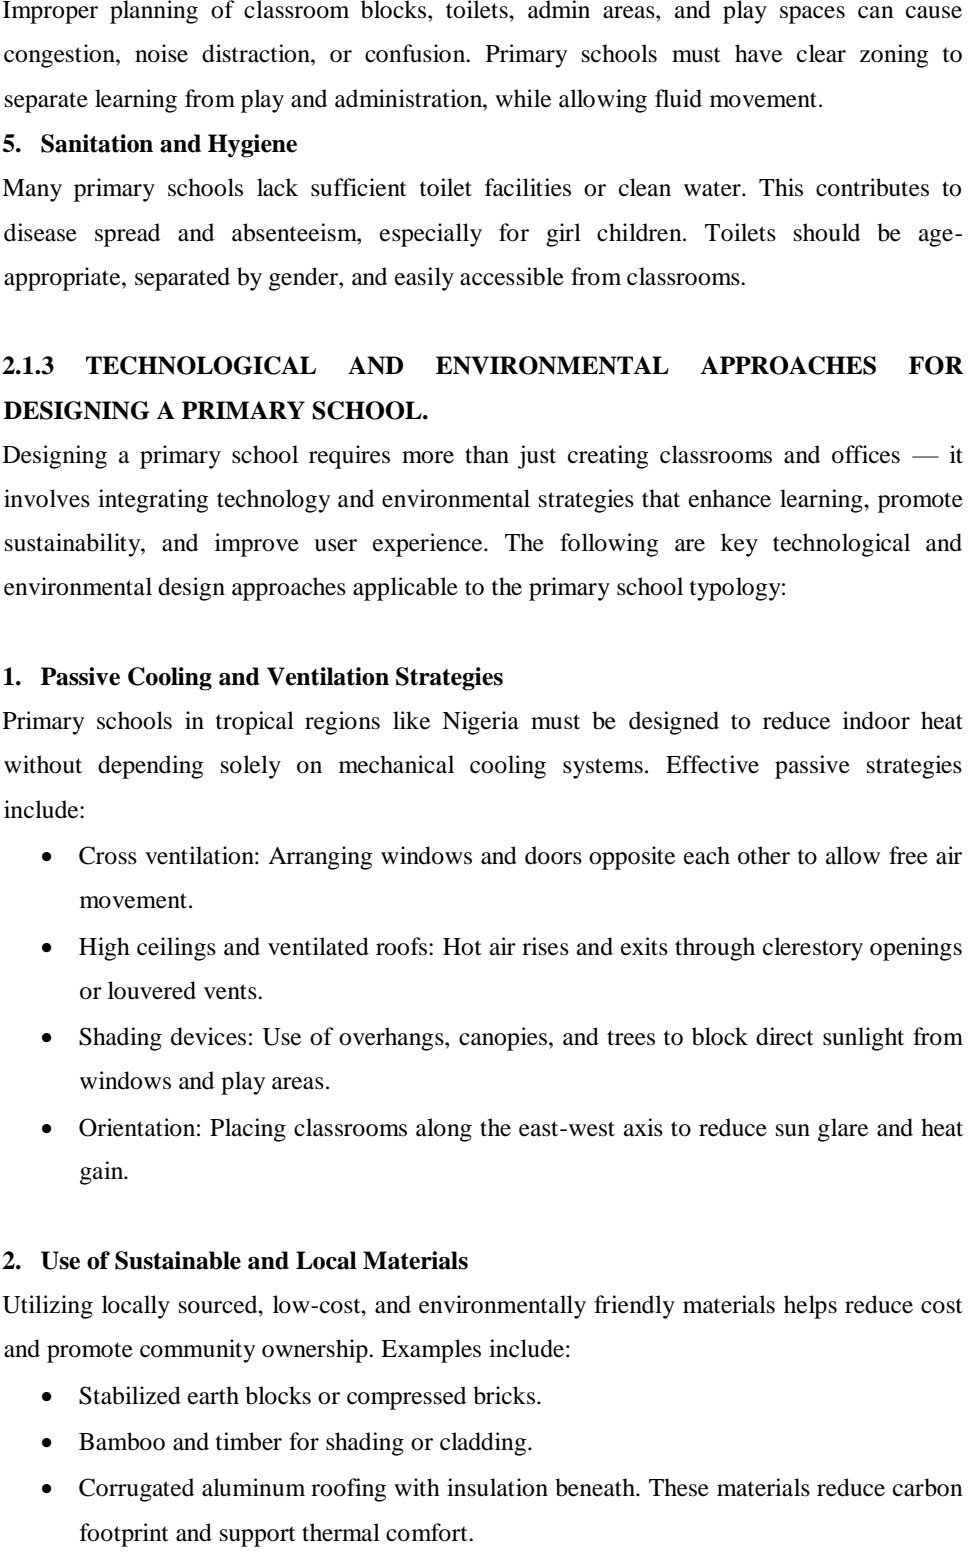 Improper planning of classroom blocks, toilets, admin areas, and play spaces can cause
congestion, noise distraction, or confusion. Primary schools must have clear zoning to
separate learning from play and administration, while allowing fluid movement.
5. Sanitation and Hygiene
Many primary schools lack sufficient toilet facilities or clean water. This contributes to
disease spread and absenteeism, especially for girl children. Toilets should be age-
appropriate, separated by gender, and easily accessible from classrooms.
2.1.3 TECHNOLOGICAL AND ENVIRONMENTAL APPROACHES FOR
DESIGNING A PRIMARY SCHOOL.
Designing a primary school requires more than just creating classrooms and offices — it
involves integrating technology and environmental strategies that enhance learning, promote
sustainability, and improve user experience. The following are key technological and
environmental design approaches applicable to the primary school typology:
1. Passive Cooling and Ventilation Strategies
Primary schools in tropical regions like Nigeria must be designed to reduce indoor heat
without depending solely on mechanical cooling systems. Effective passive strategies
include:
• Cross ventilation: Arranging windows and doors opposite each other to allow free air
movement.
• High ceilings and ventilated roofs: Hot air rises and exits through clerestory openings
or louvered vents.
• Shading devices: Use of overhangs, canopies, and trees to block direct sunlight from
windows and play areas.
• Orientation: Placing classrooms along the east-west axis to reduce sun glare and heat
gain.
2. Use of Sustainable and Local Materials
Utilizing locally sourced, low-cost, and environmentally friendly materials helps reduce cost
and promote community ownership. Examples include:
• Stabilized earth blocks or compressed bricks.
• Bamboo and timber for shading or cladding.
• Corrugated aluminum roofing with insulation beneath. These materials reduce carbon
footprint and support thermal comfort.